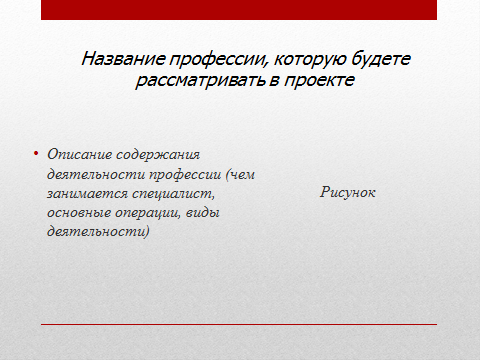 Название профессии, которую будете
рассматривать в проекте
• Описание содержания
деятельности профессии (чем
занимается специалист,
основные операции, виды
деятельности)
Рисунок